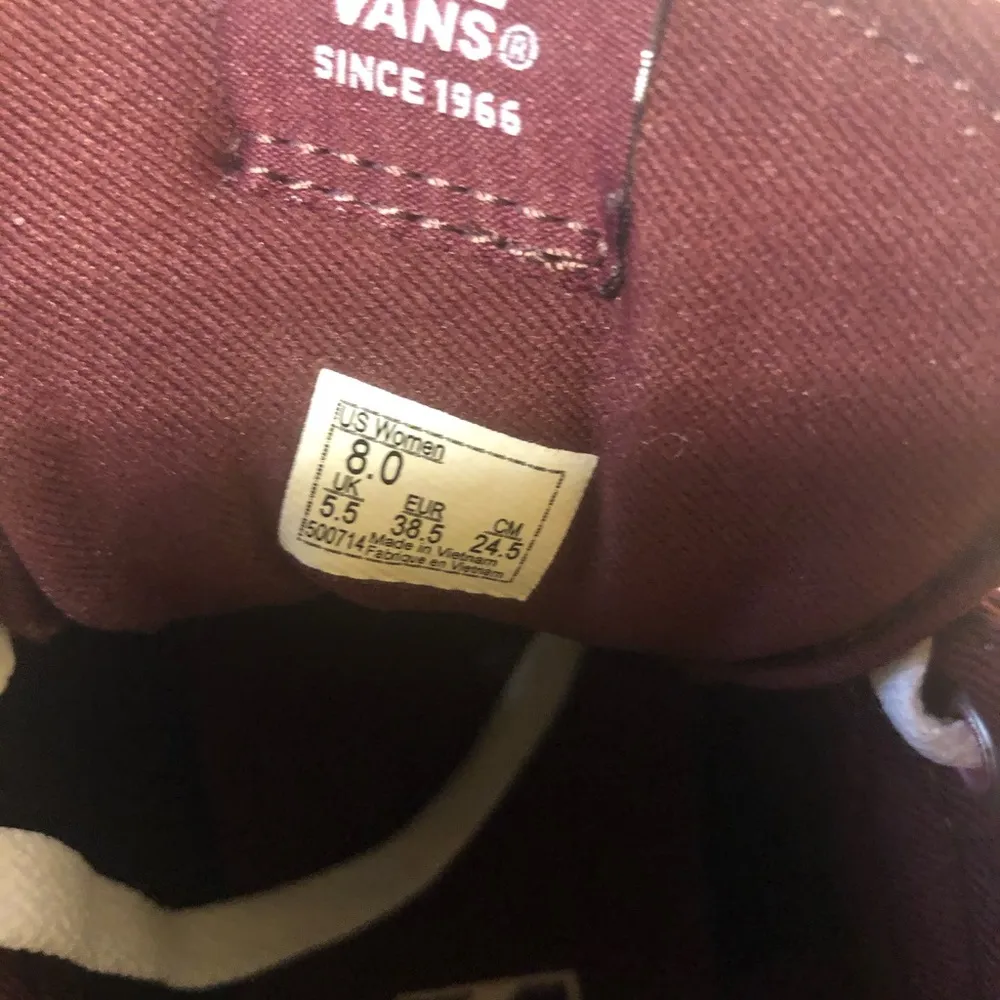 VANS®
SINCE 1966
US Women
8.0
UK EUR CM
5.5 38.5 24.5
500714 Made in Vietnam
Fabrique en Vietnam